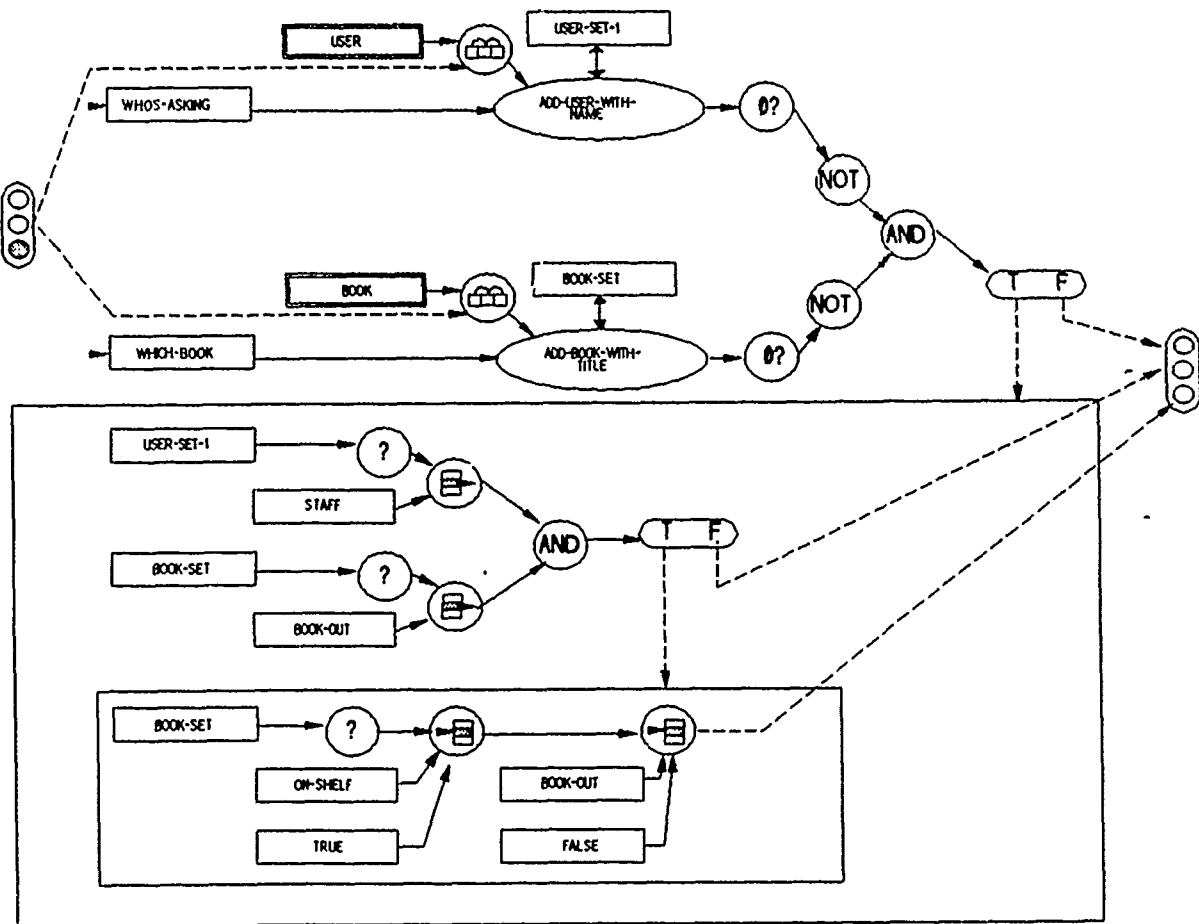 USER
USER-SET-1
WHOS-ASKING
ADD-USER-WITH-
NAME
0?
NOT
AND
BOOK
BOOK-SET
NOT
T F
WHICH-BOOK
ADD-BOOK-WITH-
TITLE
0?
USER-SET-1
?
STAFF
AND
T F
BOOK-SET
?
BOOK-OUT
BOOK-SET
?
ON-SHELF
BOOK-OUT
TRUE
FALSE